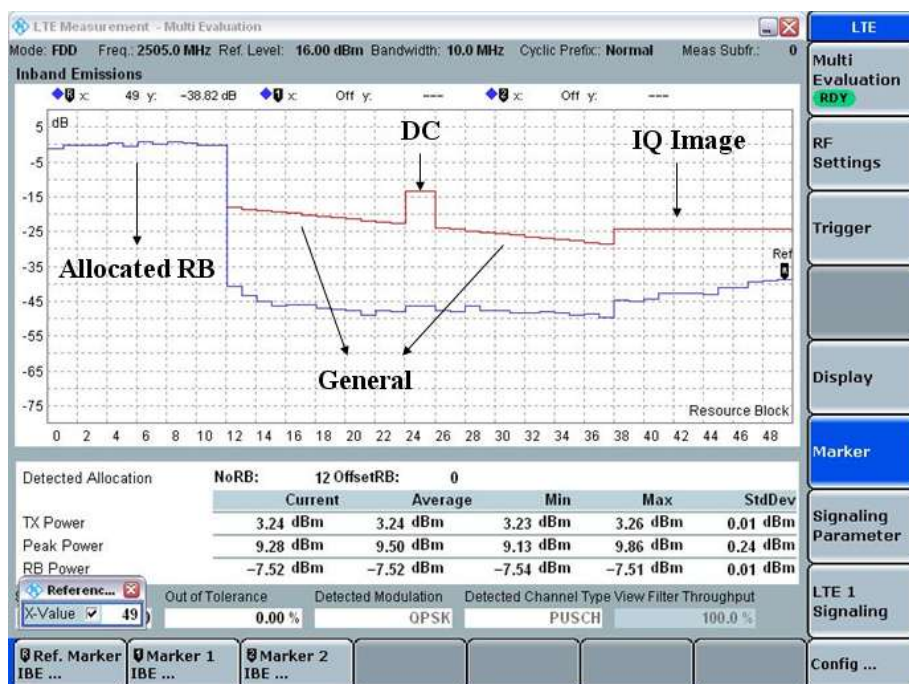 LTE Measurement - Multi Evaluation
LTE
Mode: FDD Freq.: 2505.0 MHz Ref. Level: 16.00 dBm Bandwidth: 10.0 MHz Cyclic Prefix: Normal Meas Subfr.: 0
Inband Emissions
x: 49 y: -38.82 dB x: Off y: --- x: Off y: ---
dB
5
-5
-15
-25
-35
-45
-55
-65
-75
DC
IQ Image
Allocated RB
General
Ref
Resource Block
0 2 4 6 8 10 12 14 16 18 20 22 24 26 28 30 32 34 36 38 40 42 44 46 48
Detected Allocation NoRB: 12 OffsetRB: 0
Current Average Min Max StdDev
TX Power 3.24 dBm 3.24 dBm 3.23 dBm 3.26 dBm 0.01 dBm
Peak Power 9.28 dBm 9.50 dBm 9.13 dBm 9.86 dBm 0.24 dBm
RB Power -7.52 dBm -7.52 dBm -7.54 dBm -7.51 dBm 0.01 dBm
Referenc...
X-Value 49
Out of Tolerance Detected Modulation Detected Channel Type View Filter Throughput
0.00 % QPSK PUSCH 100.0 %
Ref. Marker
IBE ...
Marker 1
IBE ...
Marker 2
IBE ...
Multi
Evaluation
RDY
RF
Settings
Trigger
Display
Marker
Signaling
Parameter
LTE 1
Signaling
Config ...